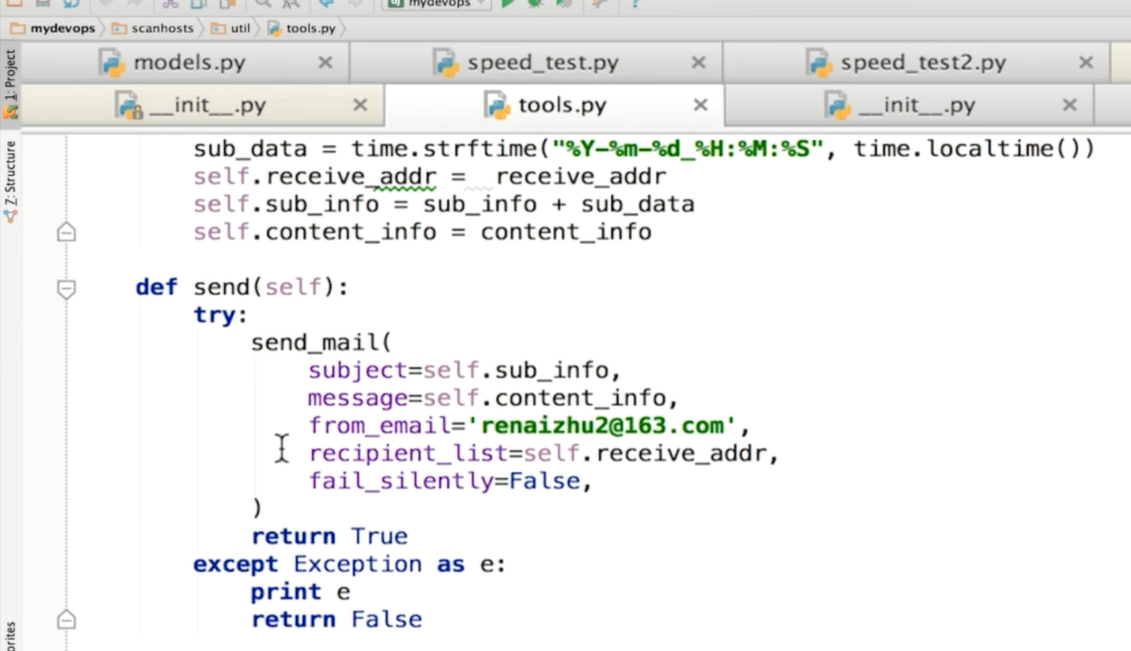 mydevops
mydevops scanhosts util tools.py
models.py speed_test.py speed_test2.py
__init__.py tools.py __init__.py
1: Project
Z: Structure
sub_data = time.strftime("%Y-%m-%d_%H:%M:%S", time.localtime())
self.receive_addr =  receive_addr
self.sub_info = sub_info + sub_data
self.content_info = content_info
def send(self):
try:
send_mail(
subject=self.sub_info,
message=self.content_info,
from_email='renaizhu2@163.com',
recipient_list=self.receive_addr,
fail_silently=False,
)
return True
except Exception as e:
print e
return False